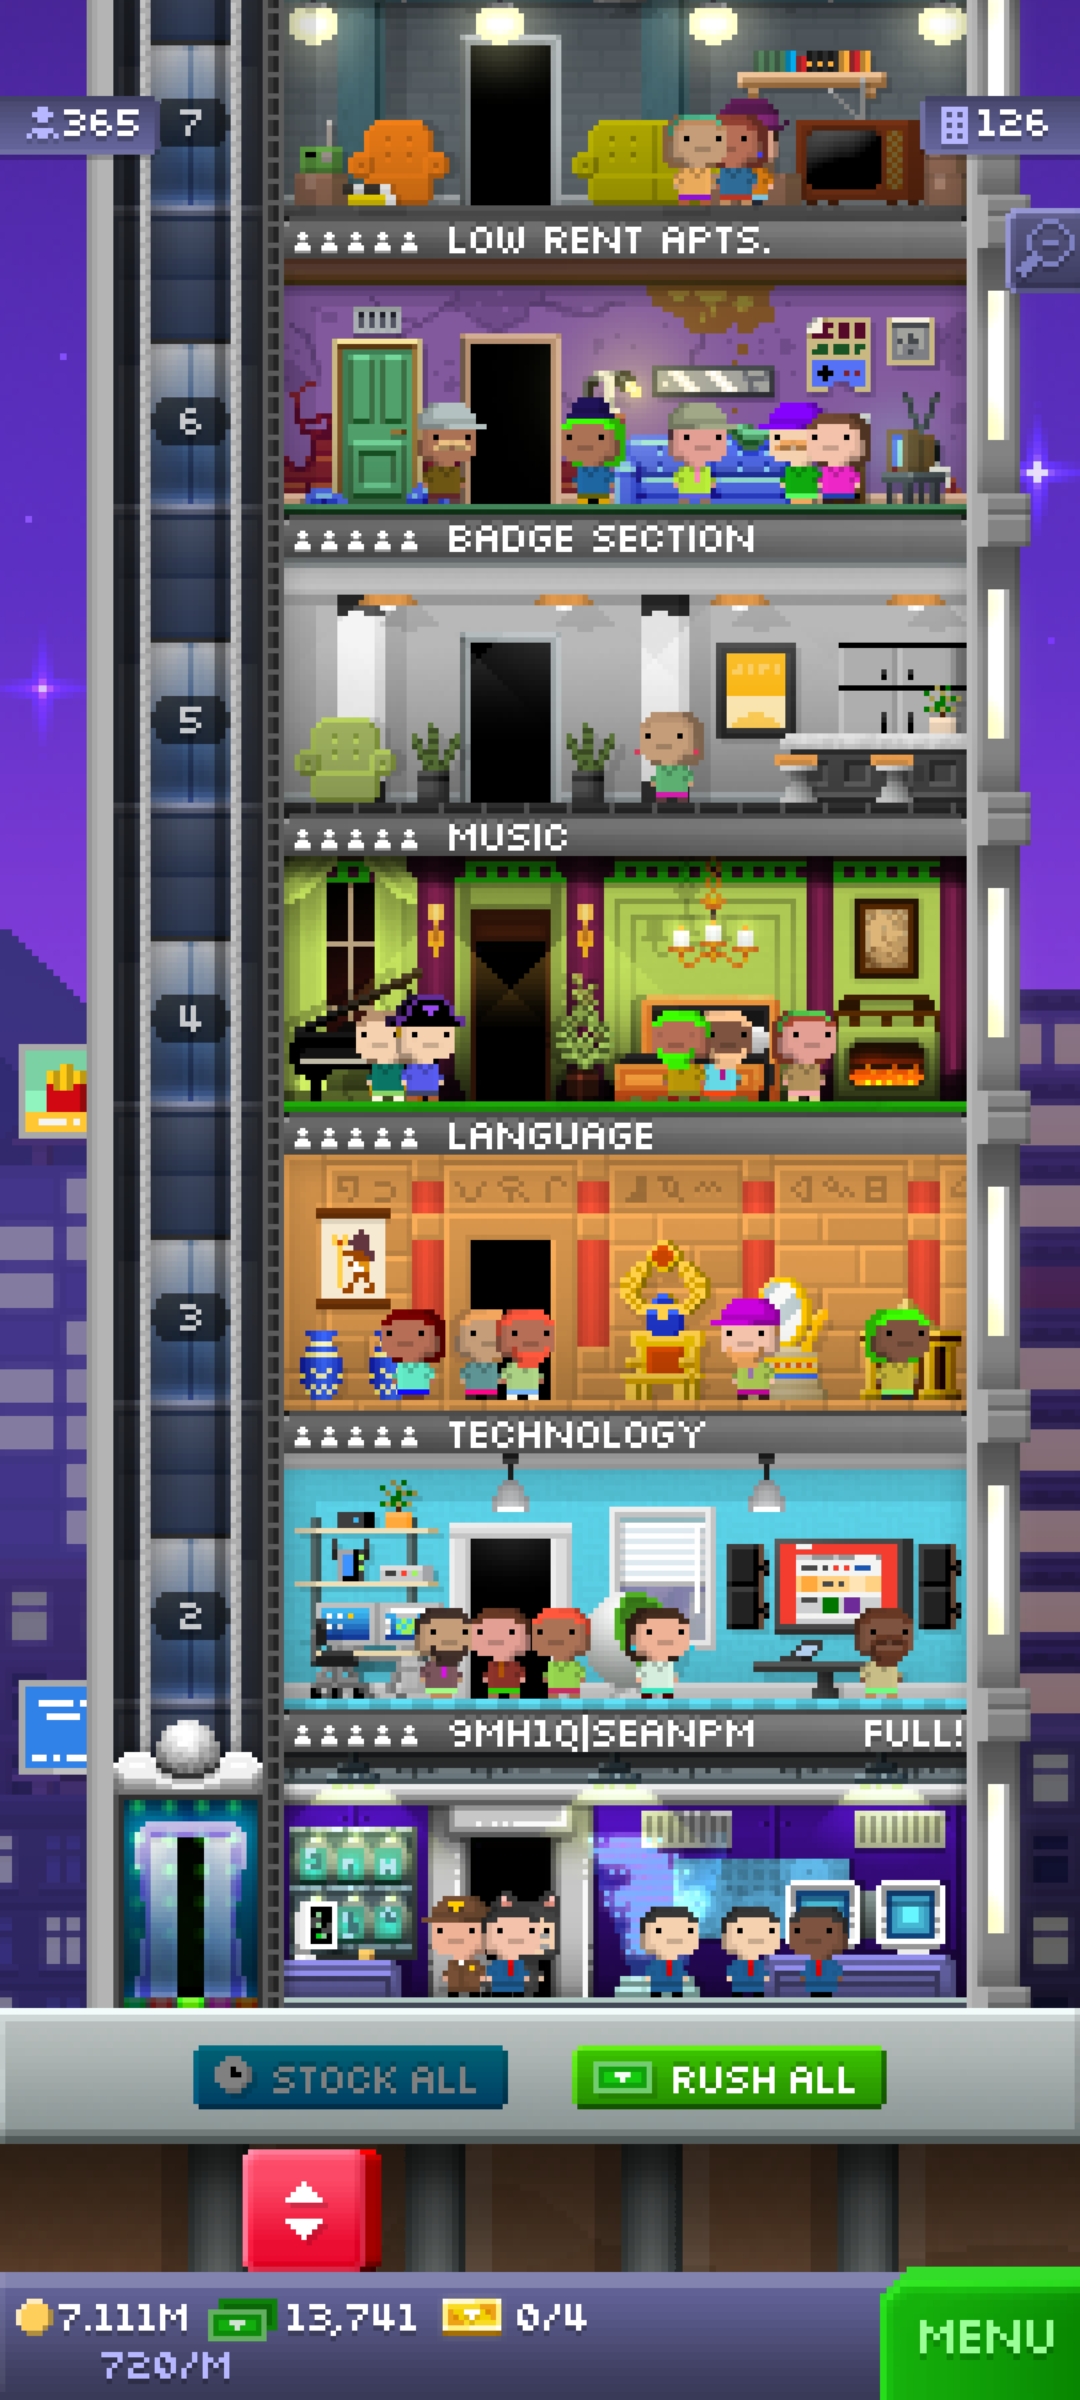 365
7
126
LOW RENT APTS.
6
BADGE SECTION
5
MUSIC
4
LANGUAGE
3
TECHNOLOGY
2
9MH1Q|SEANPM FULL!
STOCK ALL
RUSH ALL
7.111M
13,741
0/4
720/M
MENU